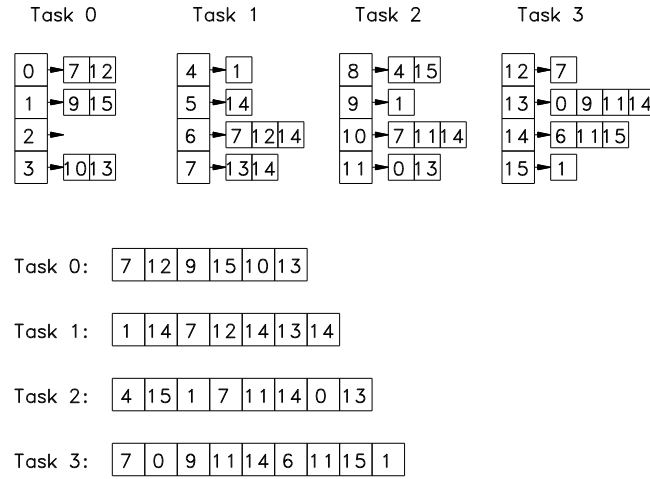 Task 0 Task 1 Task 2 Task 3
0 7 12 4 1 8 4 15 12 7
1 9 15 5 14 9 1 13 0 9 11 14
2 6 7 12 14 10 7 11 14 14 6 11 15
3 10 13 7 13 14 11 0 13 15 1
Task 0: 7 12 9 15 10 13
Task 1: 1 14 7 12 14 13 14
Task 2: 4 15 1 7 11 14 0 13
Task 3: 7 0 9 11 14 6 11 15 1